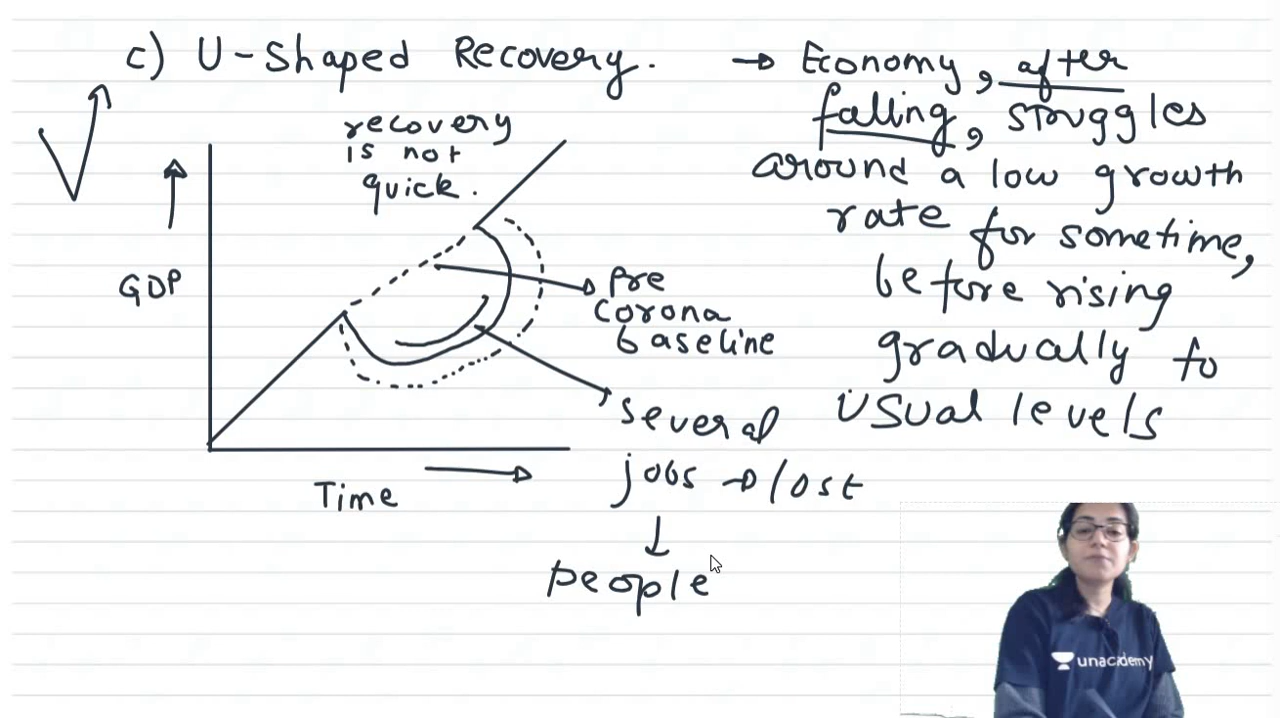 c) U-Shaped Recovery.
recovery
is not
quick.
GDP
Pre
Corona
baseline
Several
jobs → lost
↓
people
Time
→ Economy, after
falling, struggles
around a low growth
rate for sometime,
before rising
gradually to
usual levels
unacademy